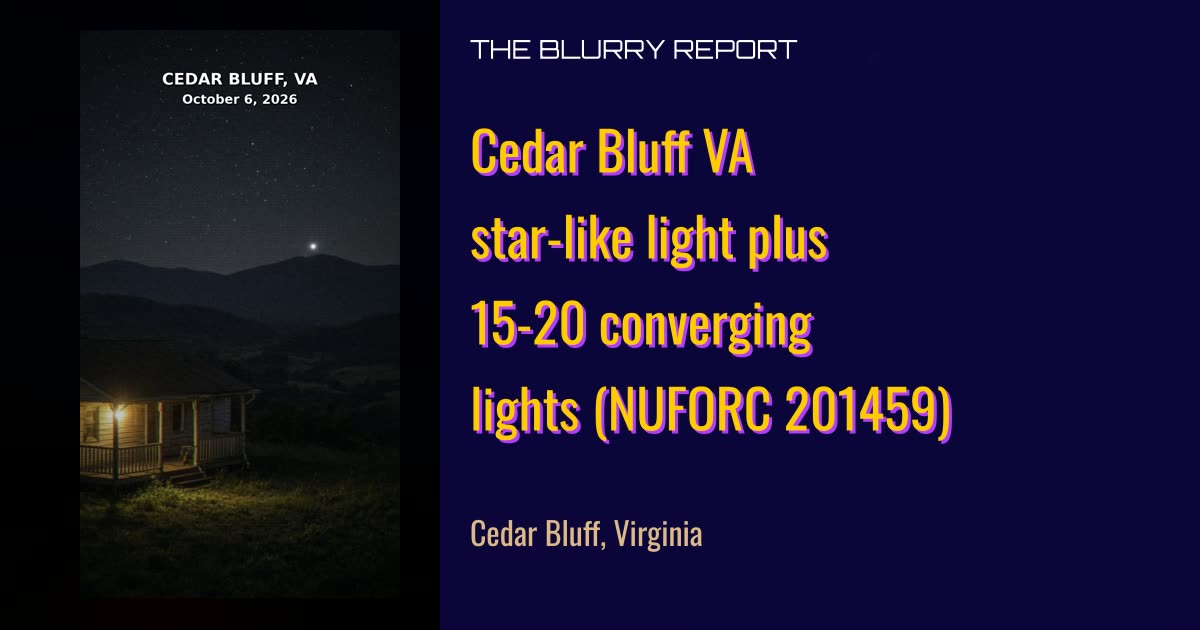 CEDAR BLUFF, VA
October 6, 2026
THE BLURRY REPORT
Cedar Bluff VA
star-like light plus
15-20 converging
lights (NUFORC 201459)
Cedar Bluff, Virginia